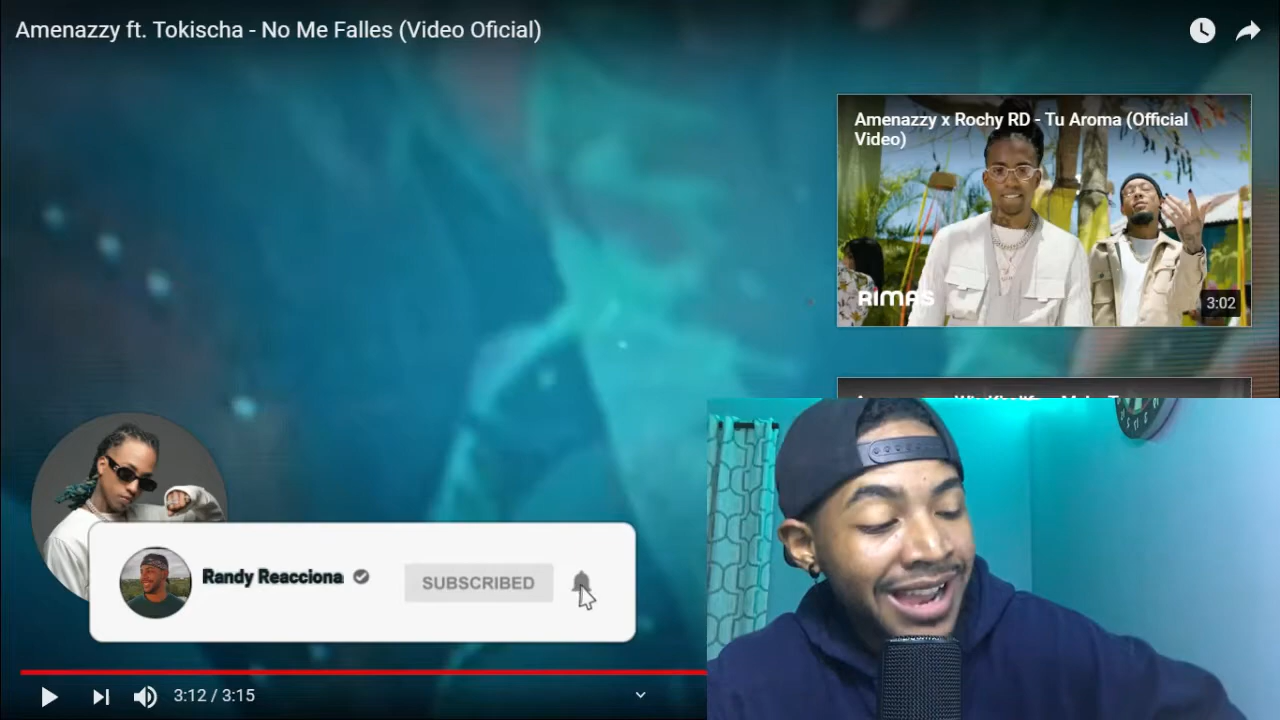 Amenazzy ft. Tokischa - No Me Falles (Video Oficial)
Amenazzy x Rochy RD - Tu Aroma (Official
Video)
RIMAS
3:02
Randy Reacciona
SUBSCRIBED
3:12 / 3:15